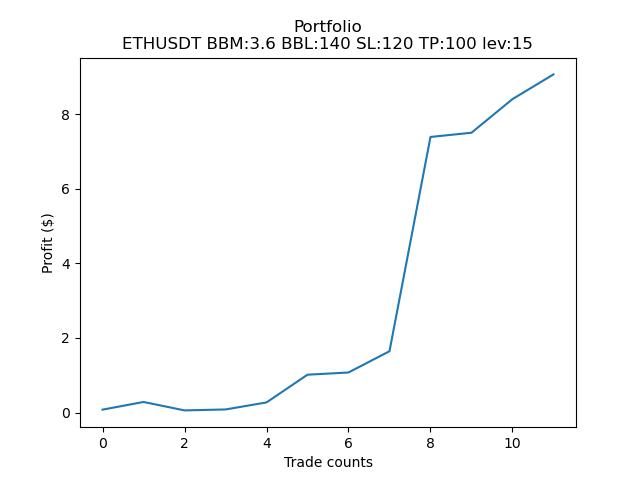 Portfolio
ETHUSDT BBM:3.6 BBL:140 SL:120 TP:100 lev:15
Profit ($)
8
6
4
2
0
0 2 4 6 8 10
Trade counts